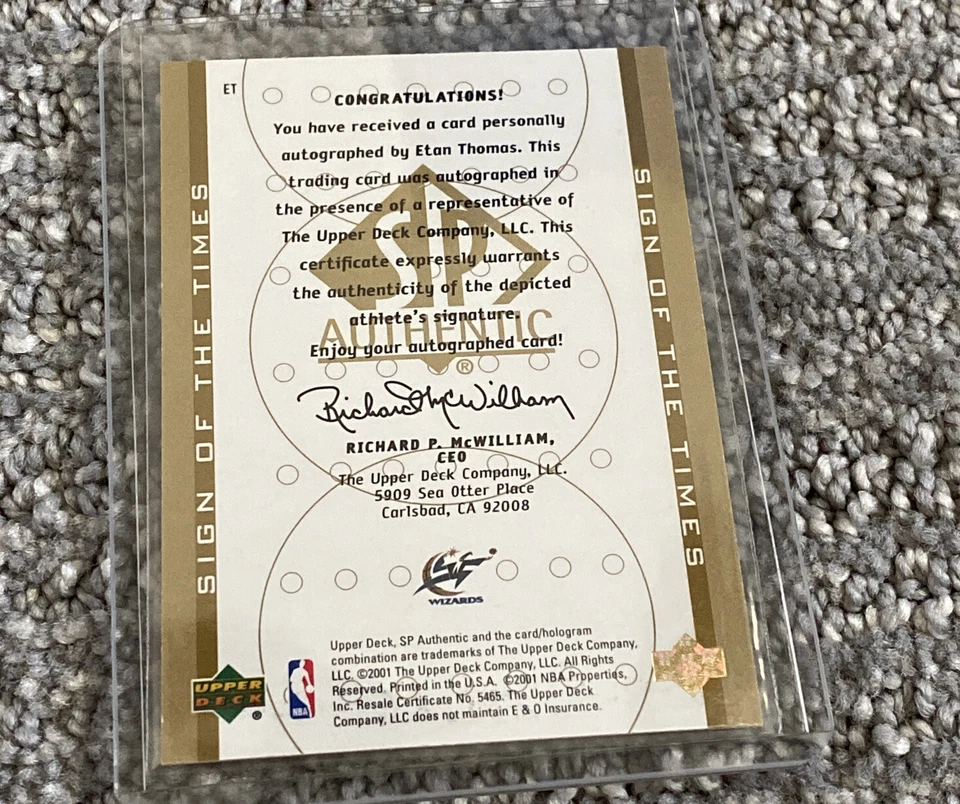 ET
CONGRATULATIONS!
You have received a card personally
autographed by Etan Thomas. This
trading card was autographed in
the presence of a representative of
The Upper Deck Company, LLC. This
certificate expressly warrants
the authenticity of the depicted
athlete's signature.
Enjoy your autographed card!
SP
AUTHENTIC
®
Richard McWilliam
RICHARD P. McWILLIAM,
CEO
The Upper Deck Company, LLC.
5909 Sea Otter Place
Carlsbad, CA 92008
WIZARDS
SIGN OF THE TIMES
SIGN OF THE TIMES
UPPER
DECK
®
NBA
Upper Deck, SP Authentic and the card/hologram
combination are trademarks of The Upper Deck Company,
LLC. ©2001 The Upper Deck Company, LLC. All Rights
Reserved. Printed in the U.S.A. ©2001 NBA Properties,
Inc. Resale Certificate No. 5465. The Upper Deck
Company, LLC does not maintain E & O Insurance.